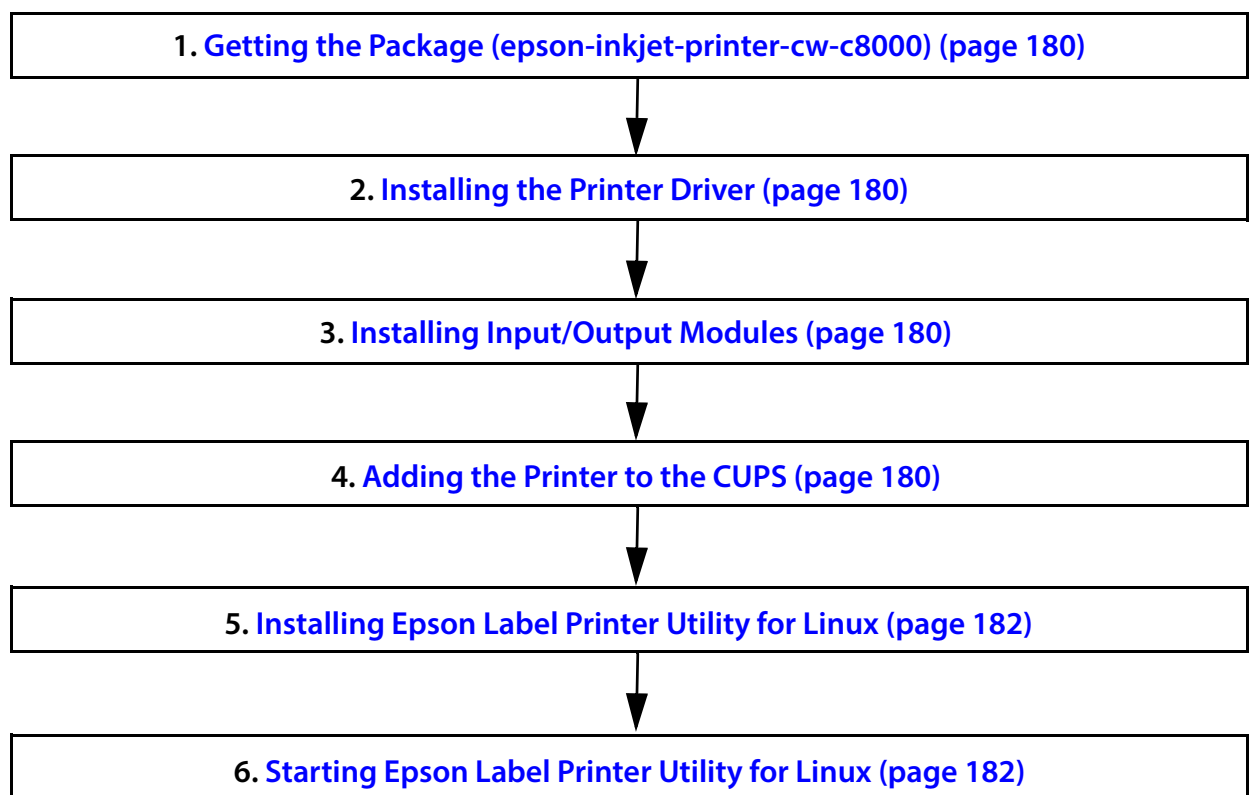 1. Getting the Package (epson-inkjet-printer-cw-c8000) (page 180)
2. Installing the Printer Driver (page 180)
3. Installing Input/Output Modules (page 180)
4. Adding the Printer to the CUPS (page 180)
5. Installing Epson Label Printer Utility for Linux (page 182)
6. Starting Epson Label Printer Utility for Linux (page 182)